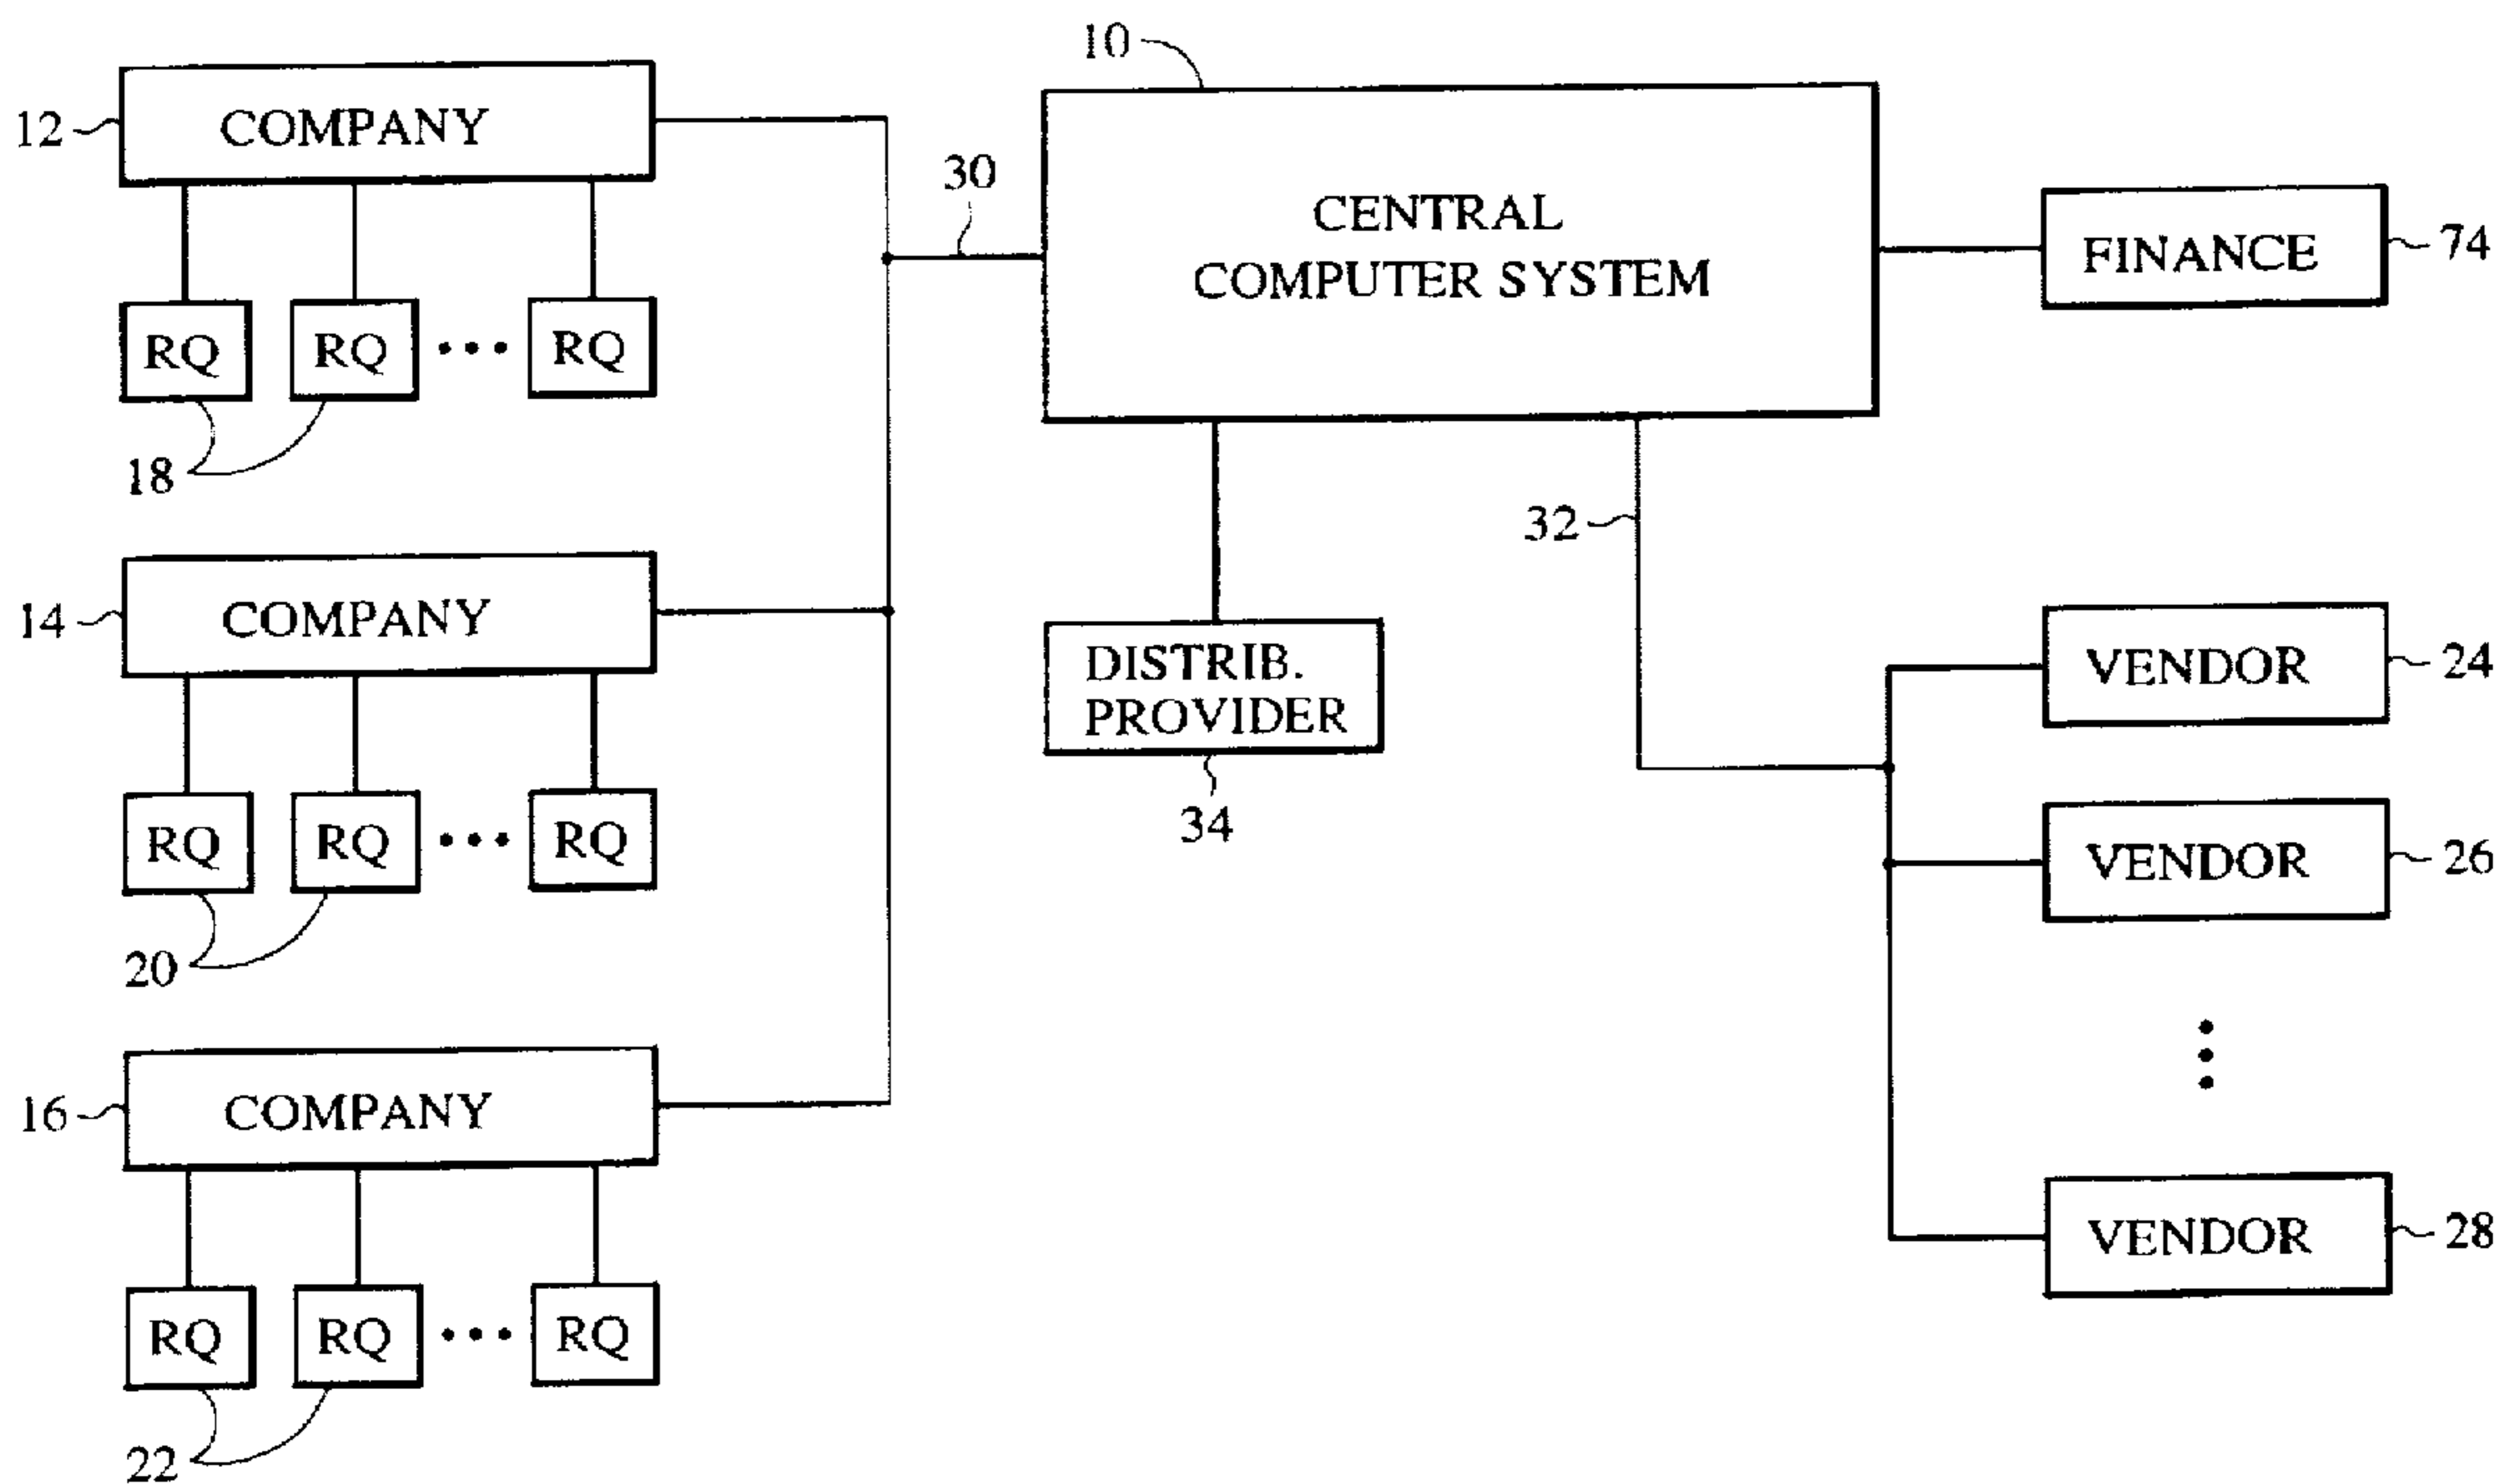 10
12
COMPANY
30
CENTRAL
COMPUTER SYSTEM
FINANCE
74
RQ
RQ
RQ
18
32
14
COMPANY
DISTRIB.
PROVIDER
34
VENDOR
24
RQ
RQ
RQ
VENDOR
26
20
16
COMPANY
VENDOR
28
RQ
RQ
RQ
22